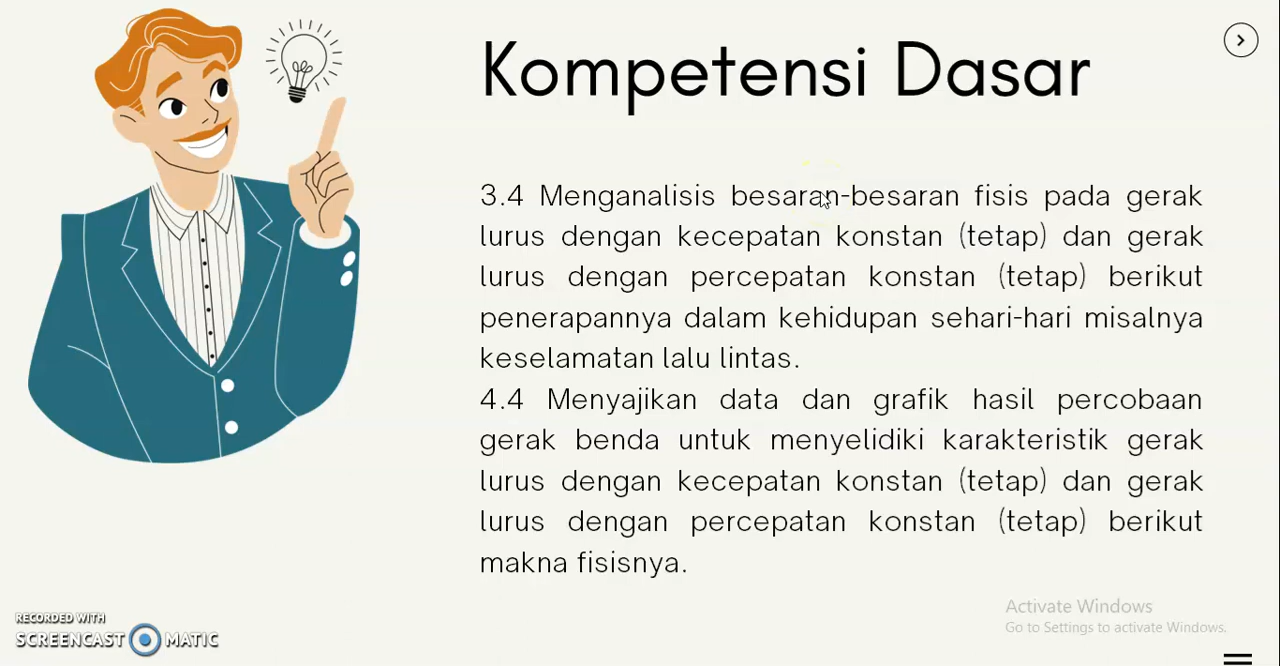 Kompetensi Dasar
3.4 Menganalisis besaran-besaran fisis pada gerak
lurus dengan kecepatan konstan (tetap) dan gerak
lurus dengan percepatan konstan (tetap) berikut
penerapannya dalam kehidupan sehari-hari misalnya
keselamatan lalu lintas.
4.4 Menyajikan data dan grafik hasil percobaan
gerak benda untuk menyelidiki karakteristik gerak
lurus dengan kecepatan konstan (tetap) dan gerak
lurus dengan percepatan konstan (tetap) berikut
makna fisisnya.
Activate Windows
Go to Settings to activate Windows.
RECORDED WITH
SCREENCAST MATIC